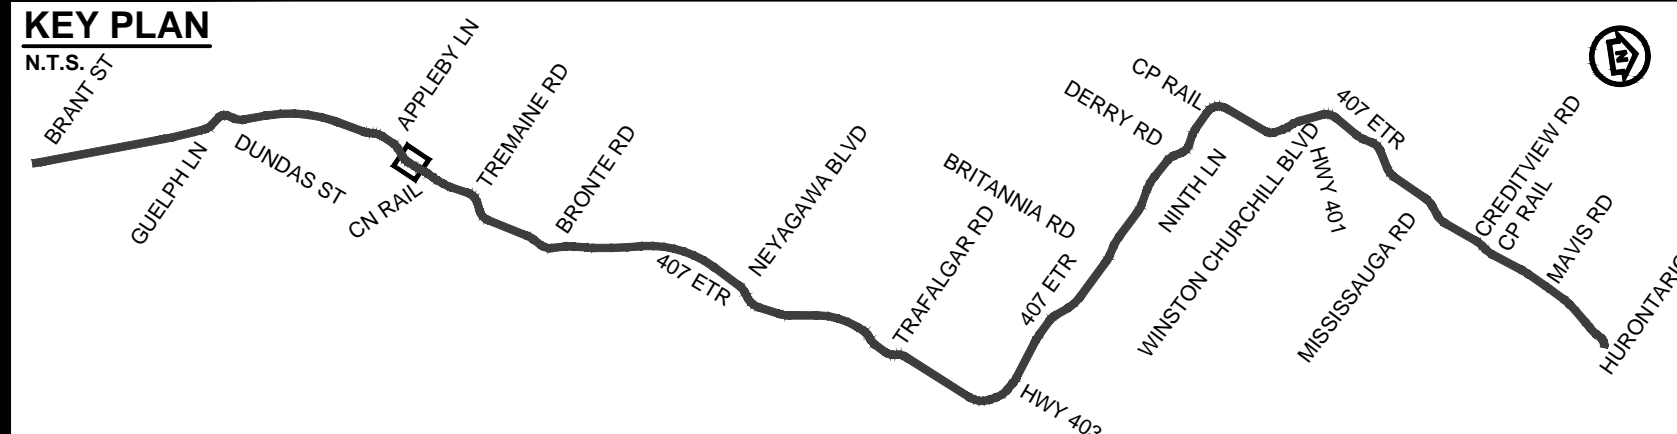 KEY PLAN
N.T.S.
BRANT ST
GUELPH LN
DUNDAS ST
APPLEBY LN
CN RAIL
TREMAINE RD
BRONTE RD
407 ETR
NEYAGAWA BLVD
TRAFALGAR RD
HWY 403
407 ETR
BRITANNIA RD
DERRY RD
NINTH LN
CP RAIL
WINSTON CHURCHILL BLVD
HWY 401
407 ETR
MISSISSAUGA RD
CREDITVIEW RD
CP RAIL
MAVIS RD
HURONTARIO
N